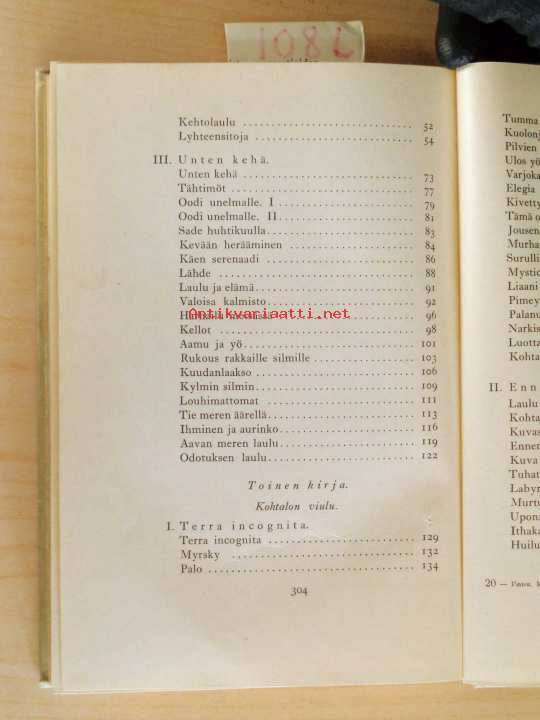 1086
Kehtolaulu ........ 52
Lyhteensitoja ........ 54
III. Unten kehä.
Unten kehä ........ 73
Tähtimöt ........ 77
Oodi unelmalle. I ........ 79
Oodi unelmalle. II ........ 81
Sade huhtikuulla ........ 83
Kevään herääminen ........ 84
Käen serenaadi ........ 86
Lähde ........ 88
Laulu ja elämä ........ 91
Valoisa kalmisto ........ 92
........ 96
Antikvariaatti.net
Kellot ........ 98
Aamu ja yö ........ 101
Rukous rakkaille silmille ........ 103
Kuudanlaakso ........ 106
Kylmin silmin ........ 109
Louhimattomat ........ 111
Tie meren äärellä ........ 113
Ihminen ja aurinko ........ 116
Aavan meren laulu ........ 119
Odotuksen laulu ........ 122
Toinen kirja.
Kohtalon viulu.
I. Terra incognita.
Terra incognita ........ 129
Myrsky ........ 132
Palo ........ 134
304
Tumma
Kuolonj
Pilvien
Ulos yö
Varjoka
Elegia
Kivetty
Tämä o
Jousen
Murha
Surulli
Mystic
Liaani
Pimey
Palanu
Narkis
Luotta
Kohta
II. Enn
Laulu
Kohta
Kuvas
Ennet
Kuva
Tuhat
Labyr
Murtu
Upona
Ithaka
Huilu
20 —